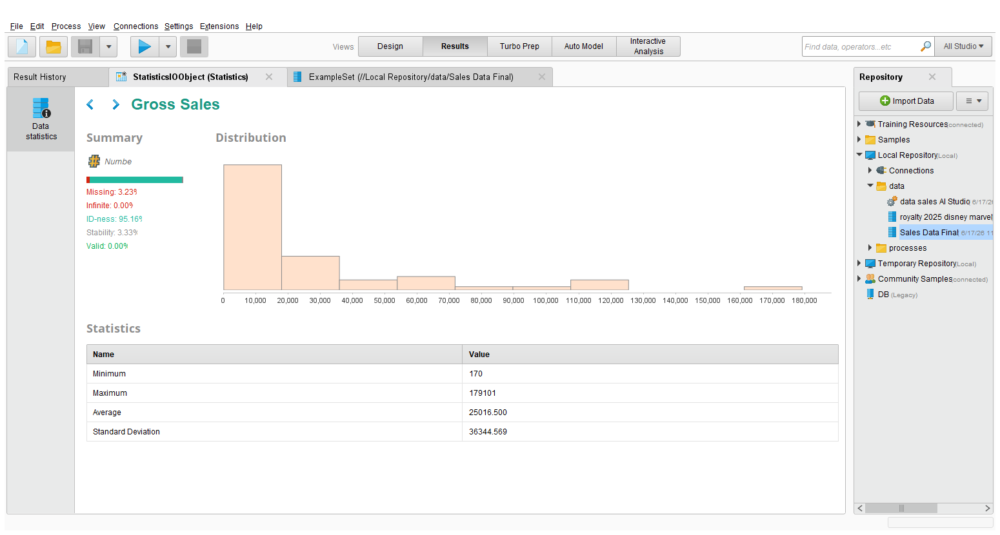 File Edit Process View Connections Settings Extensions Help
Views Design Results Turbo Prep Auto Model Interactive Analysis
Find data, operators...etc All Studio
Result History StatisticsIOObject (Statistics) ExampleSet (//Local Repository/data/Sales Data Final)
Data
statistics
Gross Sales
Summary
Numbe
Missing: 3.23%
Infinite: 0.00%
ID-ness: 95.16%
Stability: 3.33%
Valid: 0.00%
Distribution
0 10,000 20,000 30,000 40,000 50,000 60,000 70,000 80,000 90,000 100,000 110,000 120,000 130,000 140,000 150,000 160,000 170,000 180,000
Statistics
Name Value
Minimum 170
Maximum 179101
Average 25016.500
Standard Deviation 36344.569
Repository
Import Data
Training Resources (connected)
Samples
Local Repository (Local)
Connections
data
data sales AI Studio 6/17/2
royalty 2025 disney marvel
Sales Data Final 6/17/26 11
processes
Temporary Repository (Local)
Community Samples (connected)
DB (Legacy)